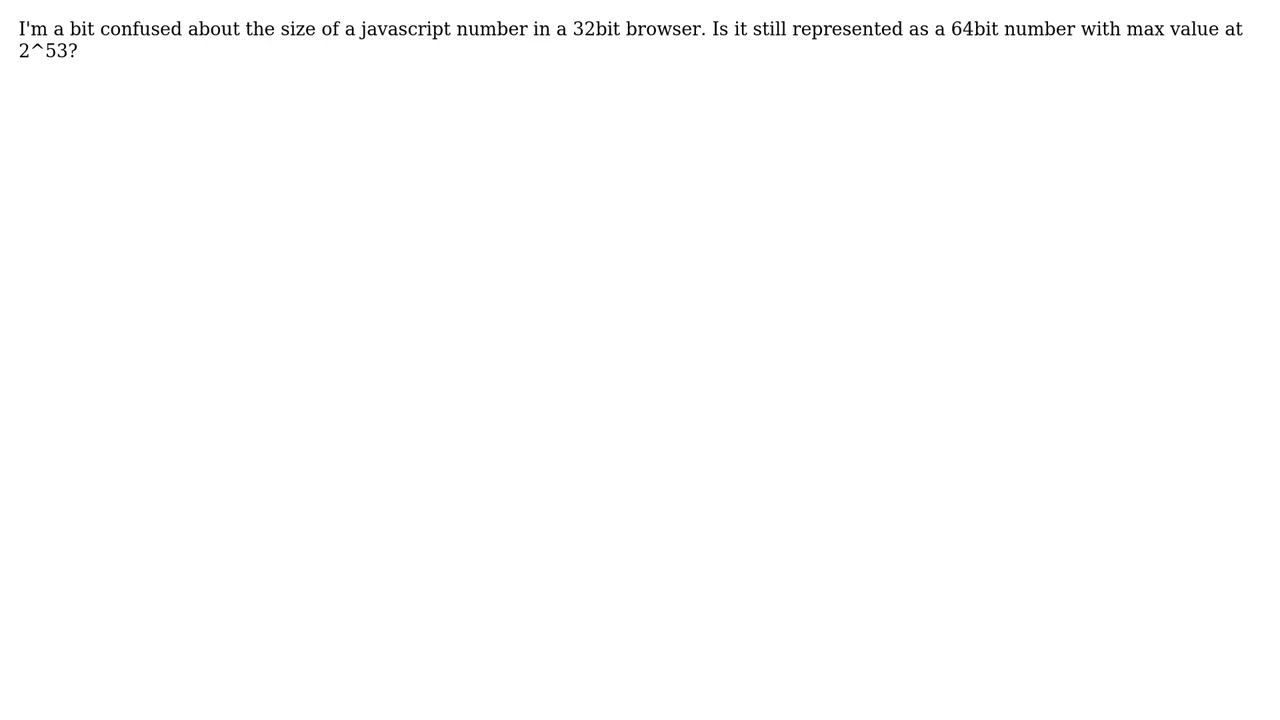 I'm a bit confused about the size of a javascript number in a 32bit browser. Is it still represented as a 64bit number with max value at
2^53?